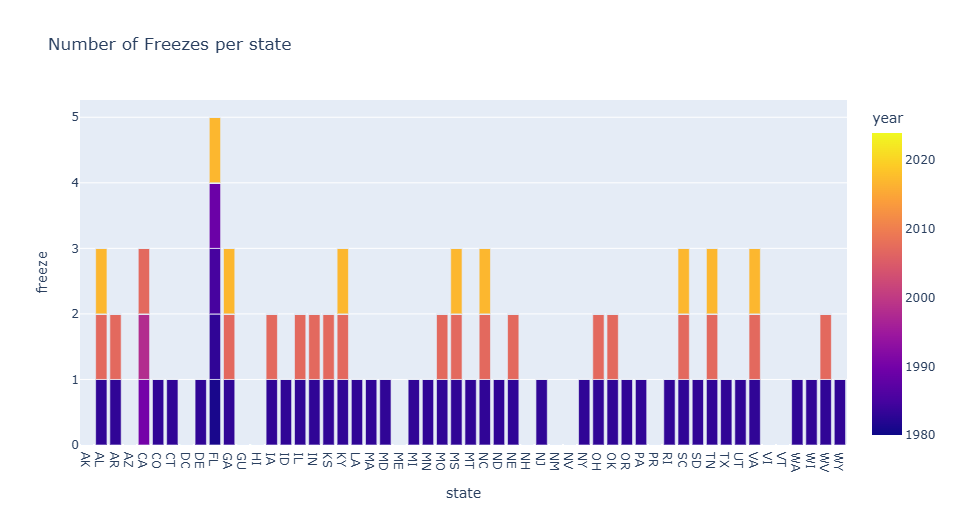 Number of Freezes per state
year
5
4
3
2
1
0
freeze
2020
2010
2000
1990
1980
AK
AL
AR
AZ
CA
CO
CT
DC
DE
FL
GA
GU
HI
IA
ID
IL
IN
KS
KY
LA
MA
MD
ME
MI
MN
MO
MS
MT
NC
ND
NE
NH
NJ
NM
NV
NY
OH
OK
OR
PA
PR
RI
SC
SD
TN
TX
UT
VA
VI
VT
WA
WI
WV
WY
state